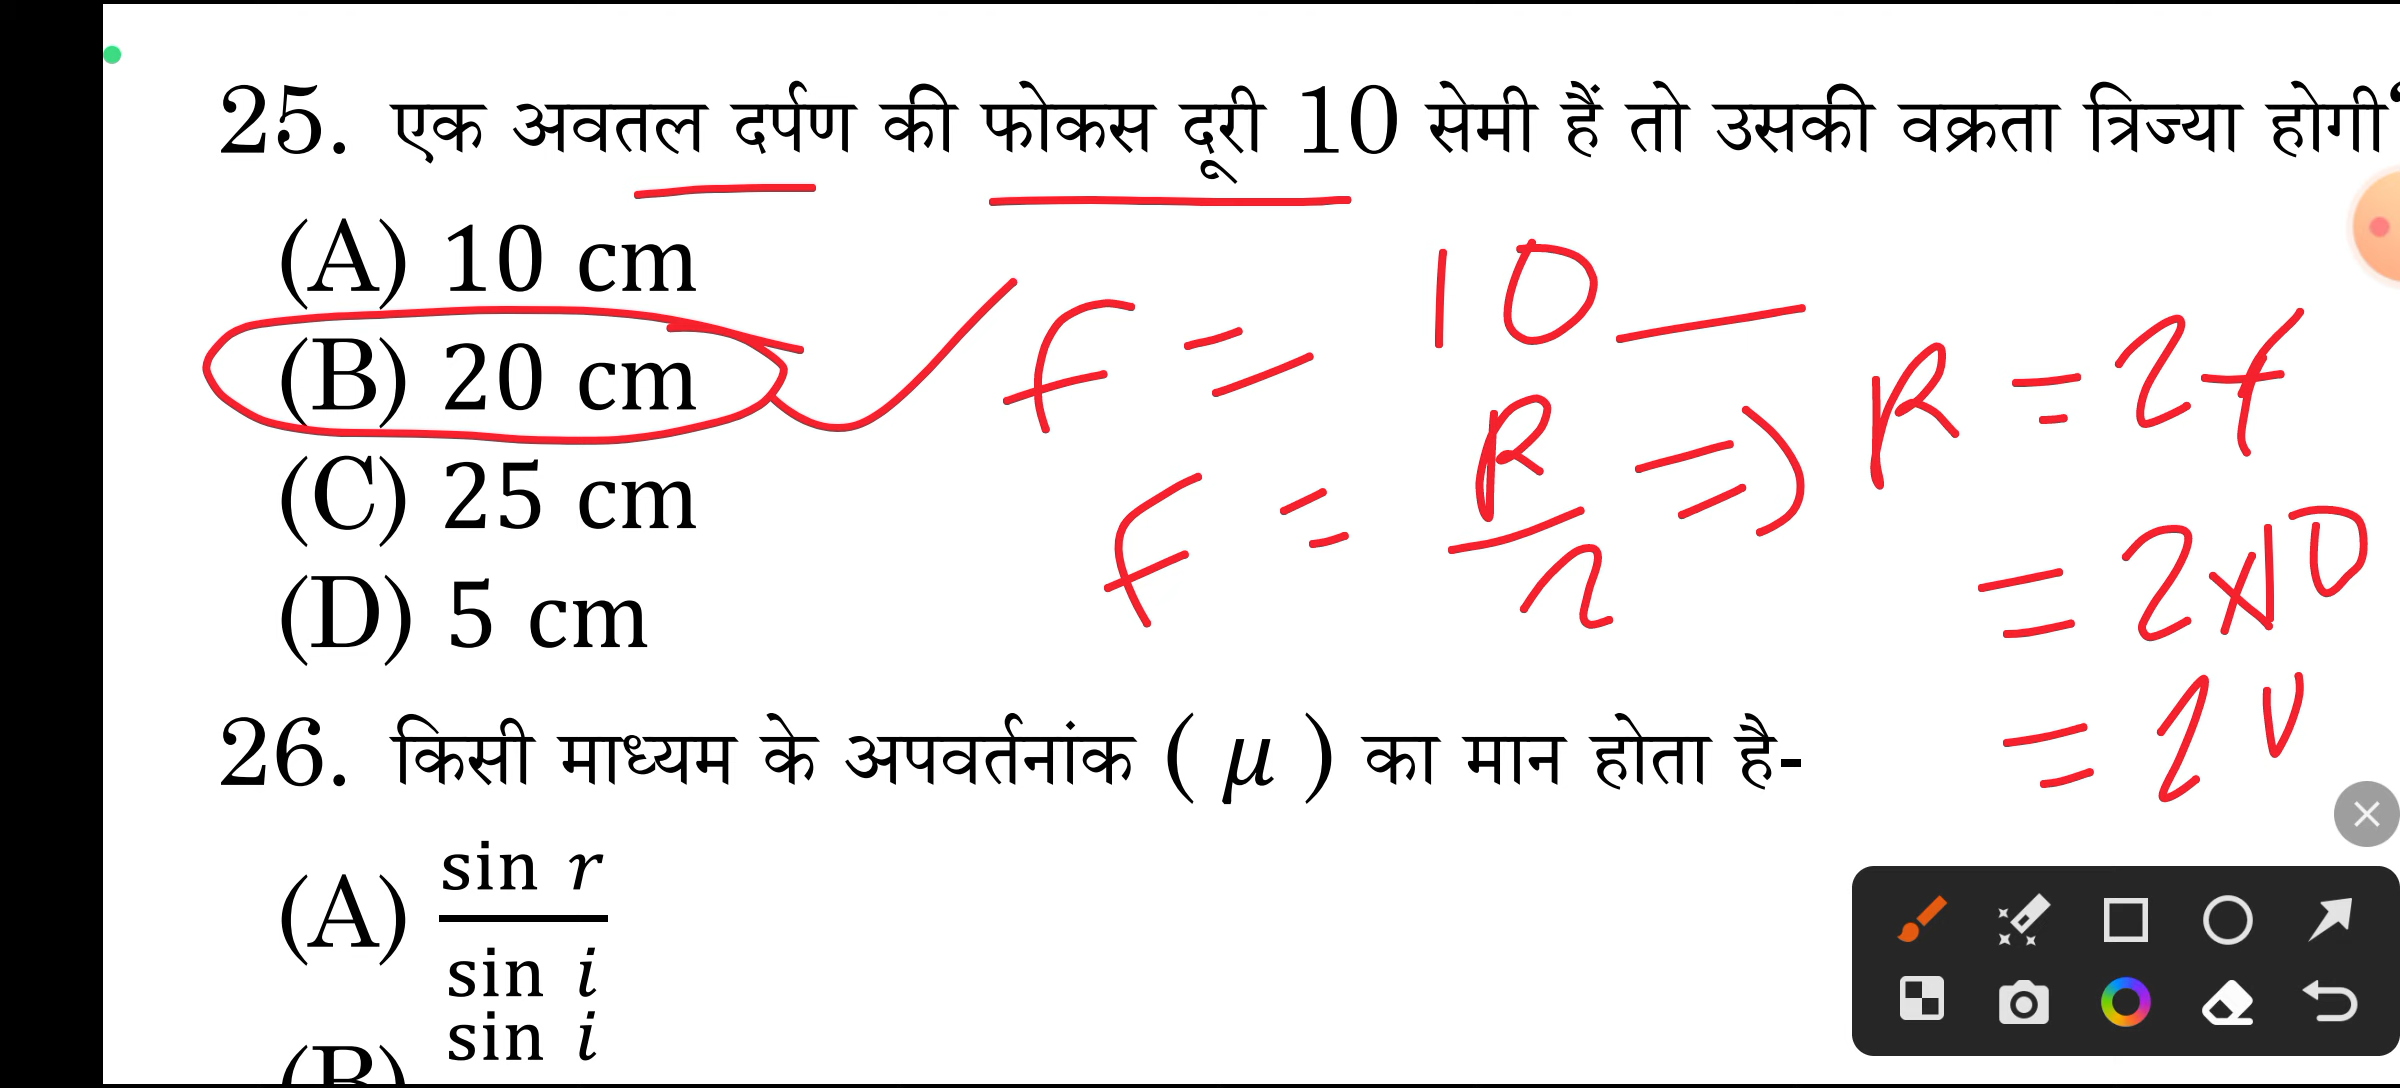 25. एक अवतल दर्पण की फोकस दूरी 10 सेमी हैं तो उसकी वक्रता त्रिज्या होगी
(A) 10 cm
(B) 20 cm
(C) 25 cm
(D) 5 cm
f = 10
f = R/2 ⇒ R = 2f
= 2×10
= 20
26. किसी माध्यम के अपवर्तनांक ( μ ) का मान होता है-
(A) sin r / sin i
(B) sin i